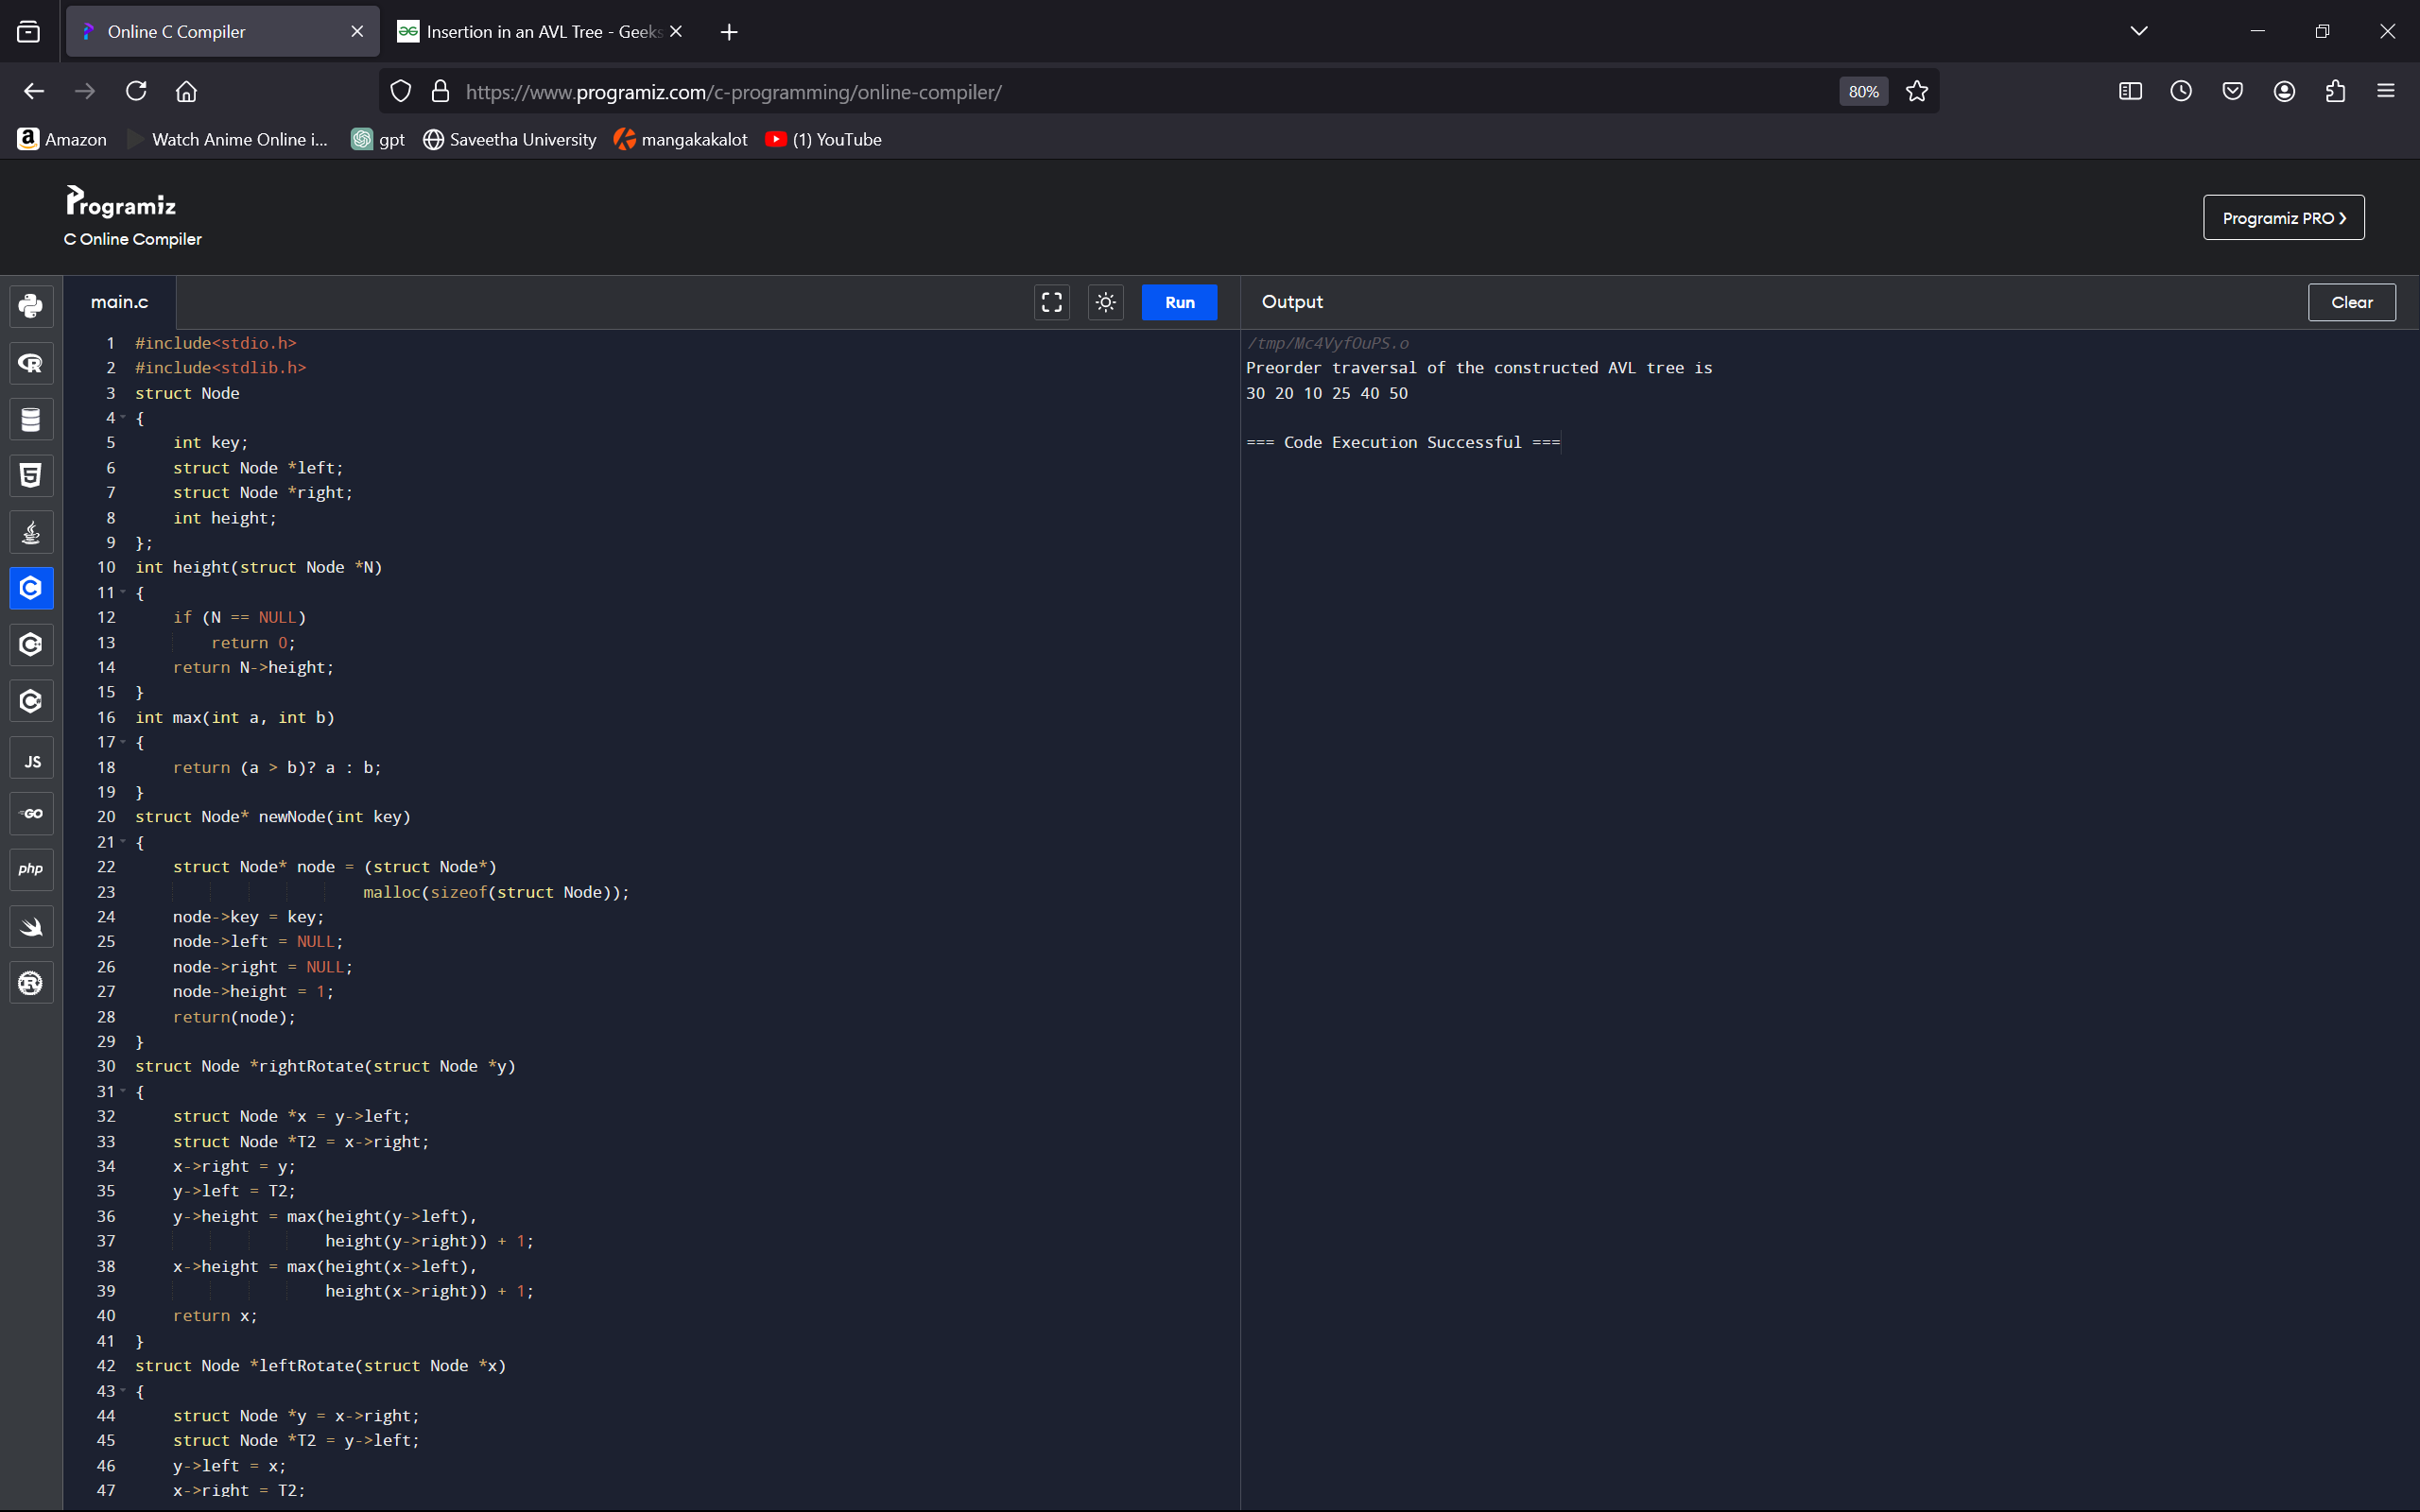 Online C Compiler
Insertion in an AVL Tree - Geeks
https://www.programiz.com/c-programming/online-compiler/
80%
Amazon
Watch Anime Online i...
gpt
Saveetha University
mangakakalot
(1) YouTube
Programiz
C Online Compiler
Programiz PRO ❯
main.c
Run
Output
Clear
1 #include<stdio.h>
2 #include<stdlib.h>
3 struct Node
4 {
5     int key;
6     struct Node *left;
7     struct Node *right;
8     int height;
9 };
10 int height(struct Node *N)
11 {
12     if (N == NULL)
13         return 0;
14     return N->height;
15 }
16 int max(int a, int b)
17 {
18     return (a > b)? a : b;
19 }
20 struct Node* newNode(int key)
21 {
22     struct Node* node = (struct Node*)
23                         malloc(sizeof(struct Node));
24     node->key = key;
25     node->left = NULL;
26     node->right = NULL;
27     node->height = 1;
28     return(node);
29 }
30 struct Node *rightRotate(struct Node *y)
31 {
32     struct Node *x = y->left;
33     struct Node *T2 = x->right;
34     x->right = y;
35     y->left = T2;
36     y->height = max(height(y->left),
37                     height(y->right)) + 1;
38     x->height = max(height(x->left),
39                     height(x->right)) + 1;
40     return x;
41 }
42 struct Node *leftRotate(struct Node *x)
43 {
44     struct Node *y = x->right;
45     struct Node *T2 = y->left;
46     y->left = x;
47     x->right = T2;
/tmp/Mc4VyfOuPS.o
Preorder traversal of the constructed AVL tree is
30 20 10 25 40 50
=== Code Execution Successful ===
JS
GO
php